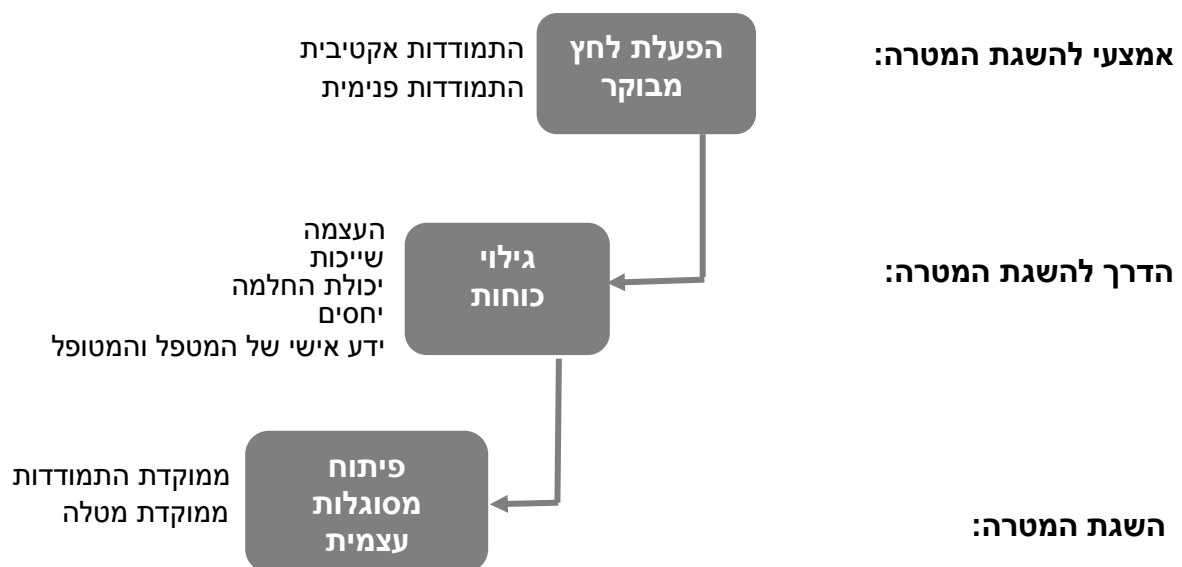 אמצעי להשגת המטרה:
הפעלת לחץ
מבוקר
התמודדות אקטיבית
התמודדות פנימית
הדרך להשגת המטרה:
גילוי
כוחות
העצמה
שייכות
יכולת החלמה
יחסים
ידע אישי של המטפל והמטופל
השגת המטרה:
פיתוח
מסוגלות
עצמית
ממוקדת התמודדות
ממוקדת מטלה